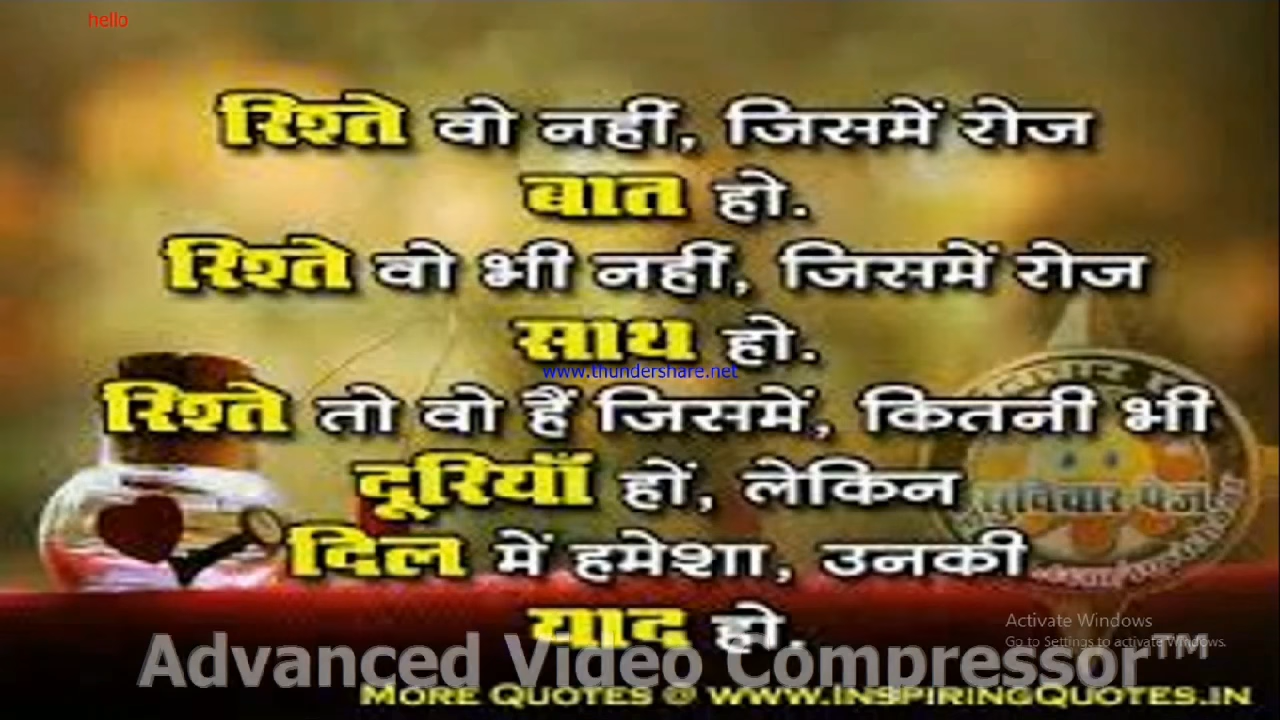 hello
रिश्ते वो नहीं, जिसमें रोज
बात हो.
रिश्ते वो भी नहीं, जिसमें रोज
साथ हो.
www.thundershare.net
रिश्ते तो वो हैं जिसमें, कितनी भी
दूरियाँ हों, लेकिन
सुविचार पेज
दिल में हमेशा, उनकी
Activate Windows
Go to Settings to activate Windows.
याद हो.
Advanced Video Compressor™
MORE QUOTES @ WWW.INSPIRINGQUOTES.IN